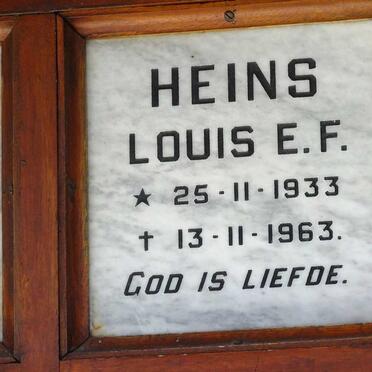 HEINS
LOUIS E.F.
★ 25-11-1933
† 13-11-1963.
GOD IS LIEFDE.